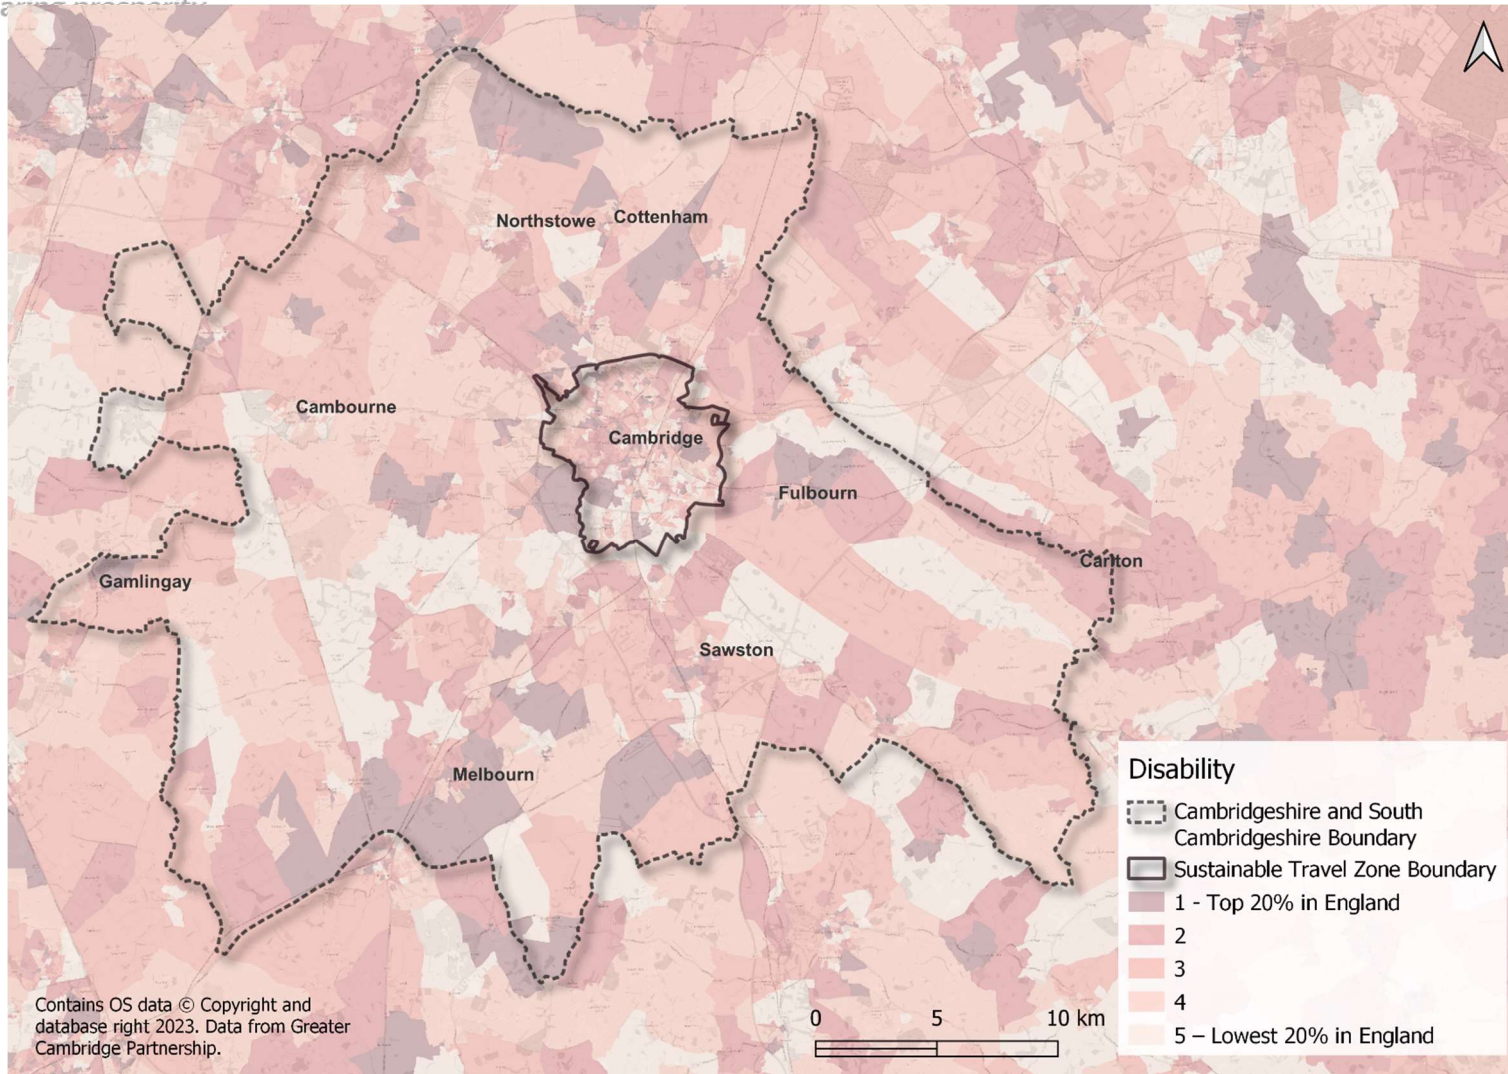 Northstowe
Cottenham
Cambourne
Cambridge
Fulbourn
Carlton
Gamlingay
Sawston
Melbourn
Disability
Cambridgeshire and South
Cambridgeshire Boundary
Sustainable Travel Zone Boundary
1 - Top 20% in England
2
3
4
5 – Lowest 20% in England
Contains OS data © Copyright and
database right 2023. Data from Greater
Cambridge Partnership.
0 5 10 km